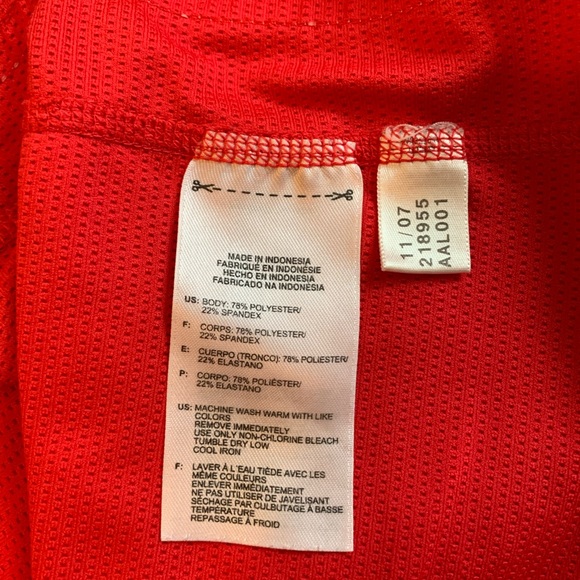 MADE IN INDONESIA
FABRIQUÉ EN INDONÉSIE
HECHO EN INDONESIA
FABRICADO NA INDONÉSIA
US: BODY: 78% POLYESTER/
22% SPANDEX
F: CORPS: 78% POLYESTER/
22% ELASTHANNE
E: CUERPO (TRONCO): 78% POLIESTER/
22% ELASTANO
P: CORPO: 78% POLIÉSTER/
22% ELASTANO
US: MACHINE WASH WARM WITH LIKE
COLORS
REMOVE IMMEDIATELY
USE ONLY NON-CHLORINE BLEACH
TUMBLE DRY LOW
COOL IRON
F: LAVER À L'EAU TIÈDE AVEC LES
MÊME COULEURS
ENLEVER IMMÉDIATEMENT
NE PAS UTILISER DE JAVELISANT
SÉCHAGE PAR CULBUTAGE À BASSE
TEMPÉRATURE
REPASSAGE À FROID
11/07
218955
AAL001